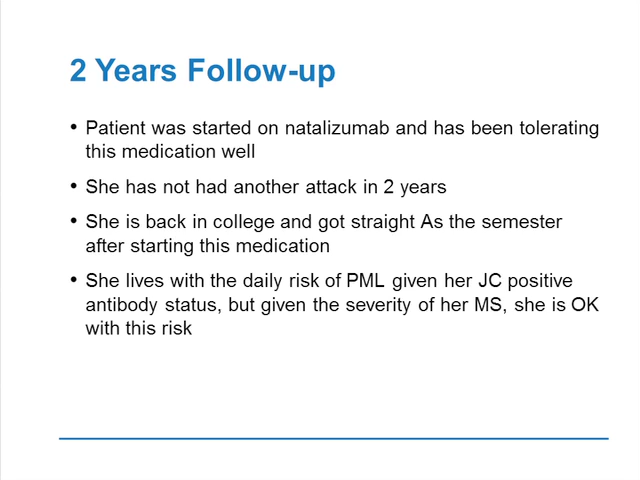 2 Years Follow-up
• Patient was started on natalizumab and has been tolerating
this medication well
• She has not had another attack in 2 years
• She is back in college and got straight As the semester
after starting this medication
• She lives with the daily risk of PML given her JC positive
antibody status, but given the severity of her MS, she is OK
with this risk